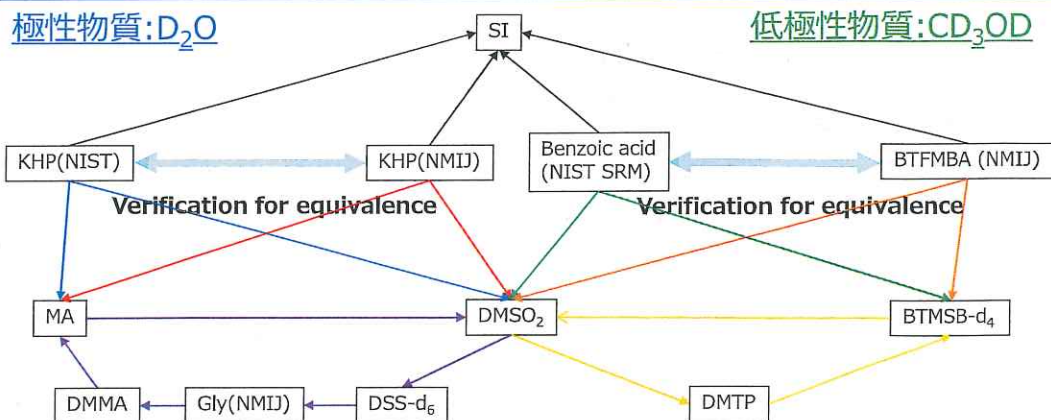 極性物質:D₂O
低極性物質:CD₃OD
SI
KHP(NIST)
KHP(NMIJ)
Benzoic acid
(NIST SRM)
BTFMBA (NMIJ)
Verification for equivalence
Verification for equivalence
MA
DMSO₂
BTMSB-d₄
DMMA
Gly(NMIJ)
DSS-d₆
DMTP